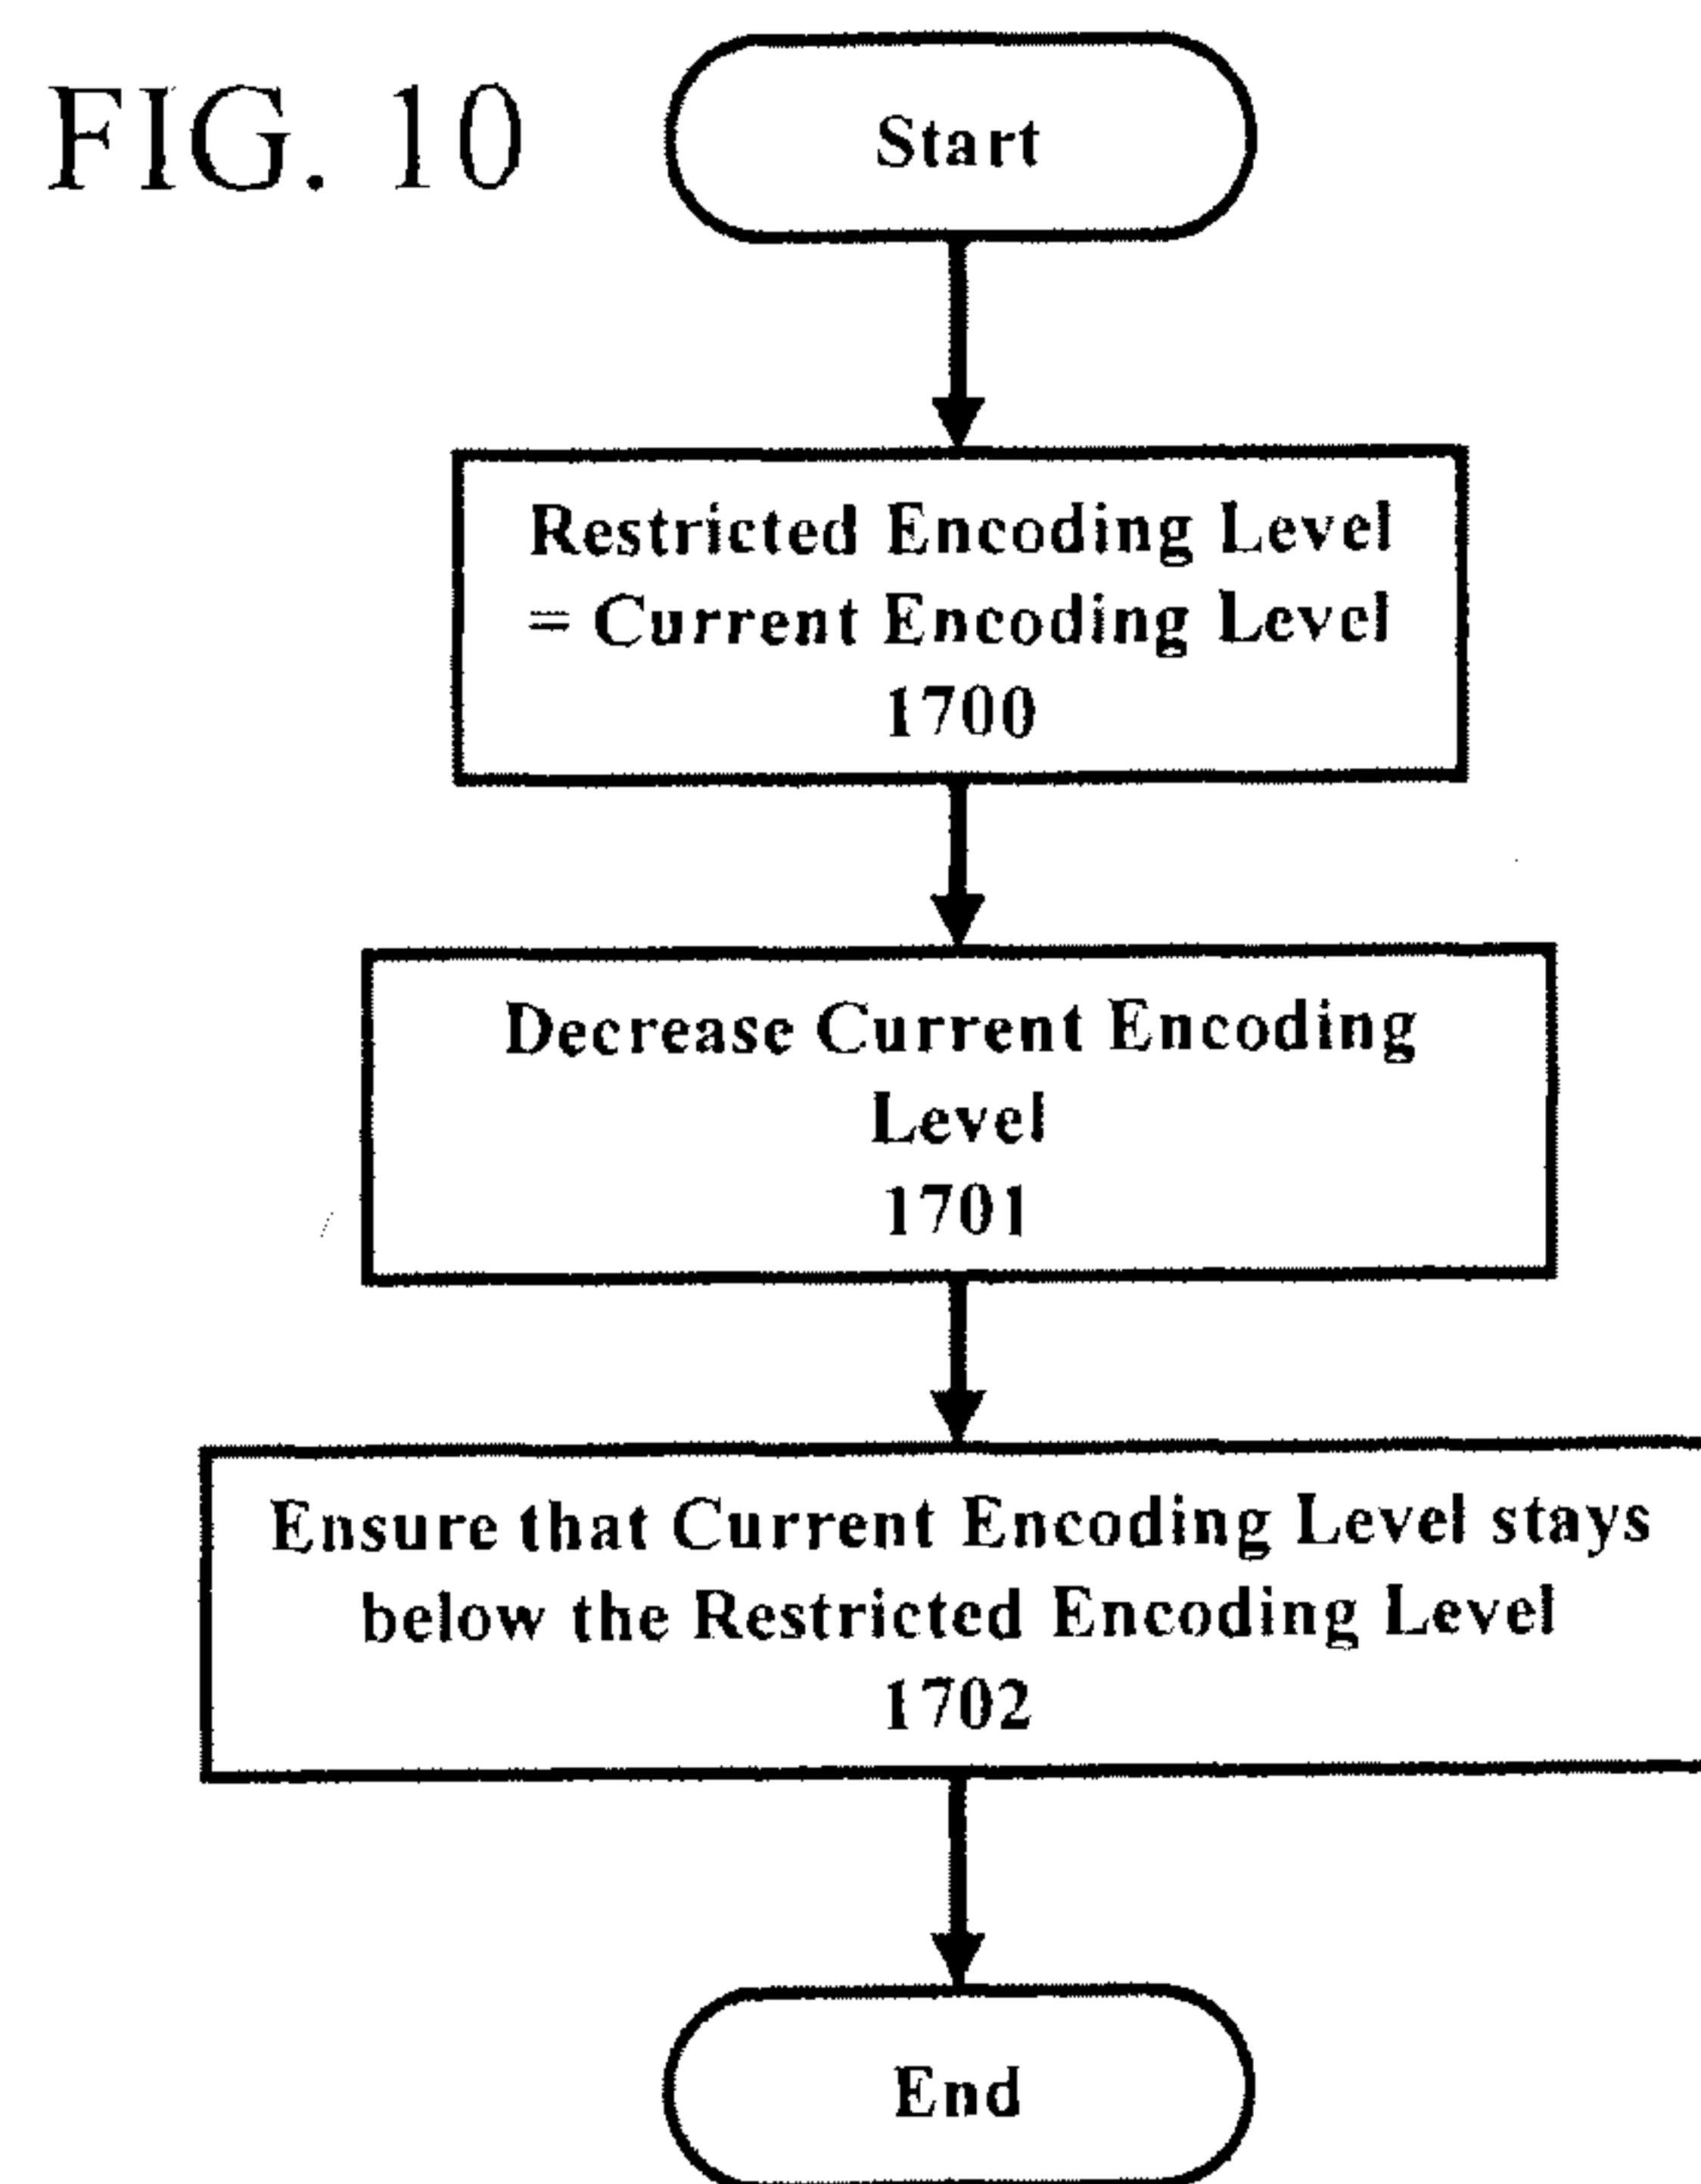 FIG. 10
Start
Restricted Encoding Level
= Current Encoding Level
1700
Decrease Current Encoding
Level
1701
Ensure that Current Encoding Level stays
below the Restricted Encoding Level
1702
End